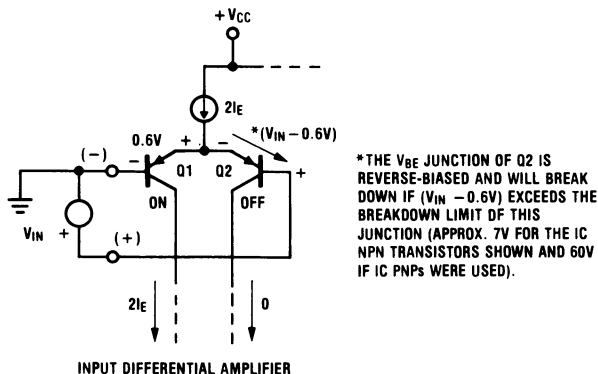 + VCC
2IE
*(VIN – 0.6V)
0.6V
+
–
(–)
–
Q1
Q2
+
ON
OFF
VIN
+
(+)
2IE
0
*THE VBE JUNCTION OF Q2 IS
REVERSE-BIASED AND WILL BREAK
DOWN IF (VIN – 0.6V) EXCEEDS THE
BREAKDOWN LIMIT OF THIS
JUNCTION (APPROX. 7V FOR THE IC
NPN TRANSISTORS SHOWN AND 60V
IF IC PNPs WERE USED).
INPUT DIFFERENTIAL AMPLIFIER